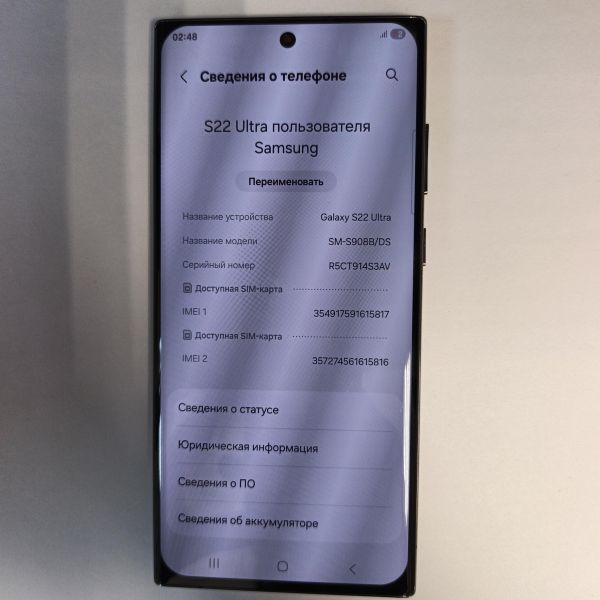 02:48
Сведения о телефоне
S22 Ultra пользователя
Samsung
Переименовать
Название устройства Galaxy S22 Ultra
Название модели SM-S908B/DS
Серийный номер R5CT914S3AV
Доступная SIM-карта
IMEI 1 354917591615817
Доступная SIM-карта
IMEI 2 357274561615816
Сведения о статусе
Юридическая информация
Сведения о ПО
Сведения об аккумуляторе